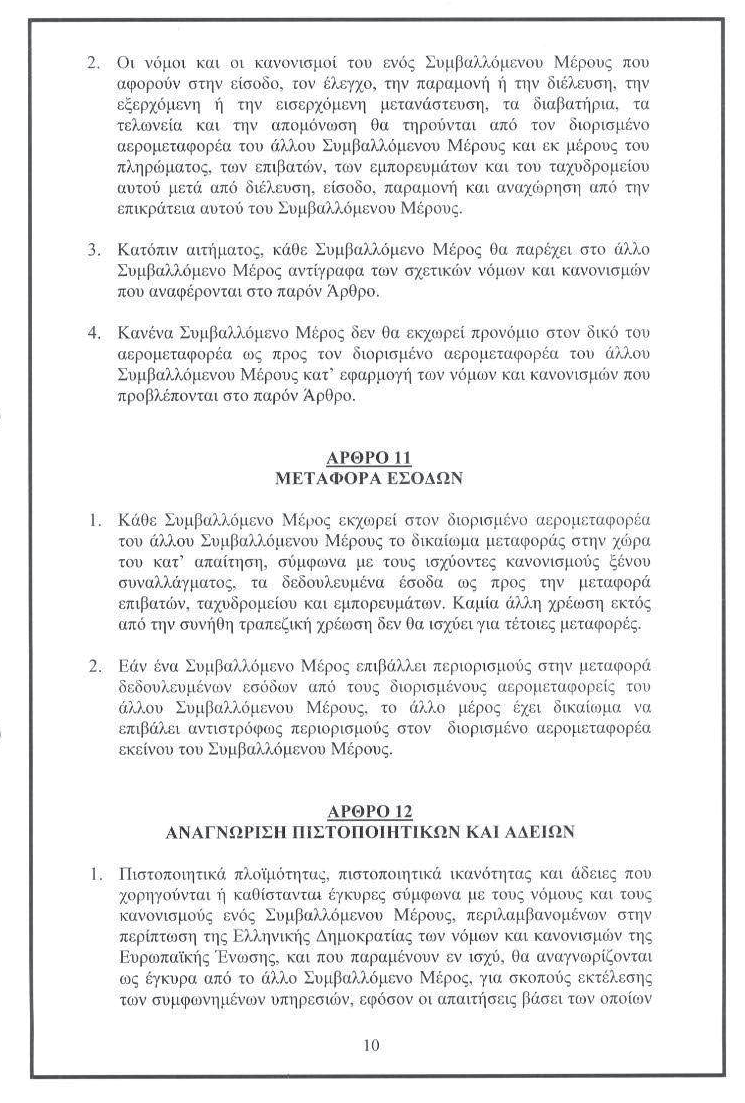 2. Οι νόμοι και οι κανονισμοί του ενός Συμβαλλόμενου Μέρους που
αφορούν στην είσοδο, τον έλεγχο, την παραμονή ή την διέλευση, την
εξερχόμενη ή την εισερχόμενη μετανάστευση, τα διαβατήρια, τα
τελωνεία και την απομόνωση θα τηρούνται από τον διορισμένο
αερομεταφορέα του άλλου Συμβαλλόμενου Μέρους και εκ μέρους του
πληρώματος, των επιβατών, των εμπορευμάτων και του ταχυδρομείου
αυτού μετά από διέλευση, είσοδο, παραμονή και αναχώρηση από την
επικράτεια αυτού του Συμβαλλόμενου Μέρους.
3. Κατόπιν αιτήματος, κάθε Συμβαλλόμενο Μέρος θα παρέχει στο άλλο
Συμβαλλόμενο Μέρος αντίγραφα των σχετικών νόμων και κανονισμών
που αναφέρονται στο παρόν Άρθρο.
4. Κανένα Συμβαλλόμενο Μέρος δεν θα εκχωρεί προνόμιο στον δικό του
αερομεταφορέα ως προς τον διορισμένο αερομεταφορέα του άλλου
Συμβαλλόμενου Μέρους κατ’ εφαρμογή των νόμων και κανονισμών που
προβλέπονται στο παρόν Άρθρο.
ΑΡΘΡΟ 11
ΜΕΤΑΦΟΡΑ ΕΣΟΔΩΝ
1. Κάθε Συμβαλλόμενο Μέρος εκχωρεί στον διορισμένο αερομεταφορέα
του άλλου Συμβαλλόμενου Μέρους το δικαίωμα μεταφοράς στην χώρα
του κατ’ απαίτηση, σύμφωνα με τους ισχύοντες κανονισμούς ξένου
συναλλάγματος, τα δεδουλευμένα έσοδα ως προς την μεταφορά
επιβατών, ταχυδρομείου και εμπορευμάτων. Καμία άλλη χρέωση εκτός
από την συνήθη τραπεζική χρέωση δεν θα ισχύει για τέτοιες μεταφορές.
2. Εάν ένα Συμβαλλόμενο Μέρος επιβάλλει περιορισμούς στην μεταφορά
δεδουλευμένων εσόδων από τους διορισμένους αερομεταφορείς του
άλλου Συμβαλλόμενου Μέρους, το άλλο μέρος έχει δικαίωμα να
επιβάλει αντιστρόφως περιορισμούς στον διορισμένο αερομεταφορέα
εκείνου του Συμβαλλόμενου Μέρους.
ΑΡΘΡΟ 12
ΑΝΑΓΝΩΡΙΣΗ ΠΙΣΤΟΠΟΙΗΤΙΚΩΝ ΚΑΙ ΑΔΕΙΩΝ
1. Πιστοποιητικά πλοϊμότητας, πιστοποιητικά ικανότητας και άδειες που
χορηγούνται ή καθίστανται έγκυρες σύμφωνα με τους νόμους και τους
κανονισμούς ενός Συμβαλλόμενου Μέρους, περιλαμβανομένων στην
περίπτωση της Ελληνικής Δημοκρατίας των νόμων και κανονισμών της
Ευρωπαϊκής Ένωσης, και που παραμένουν εν ισχύ, θα αναγνωρίζονται
ως έγκυρα από το άλλο Συμβαλλόμενο Μέρος, για σκοπούς εκτέλεσης
των συμφωνημένων υπηρεσιών, εφόσον οι απαιτήσεις βάσει των οποίων
10